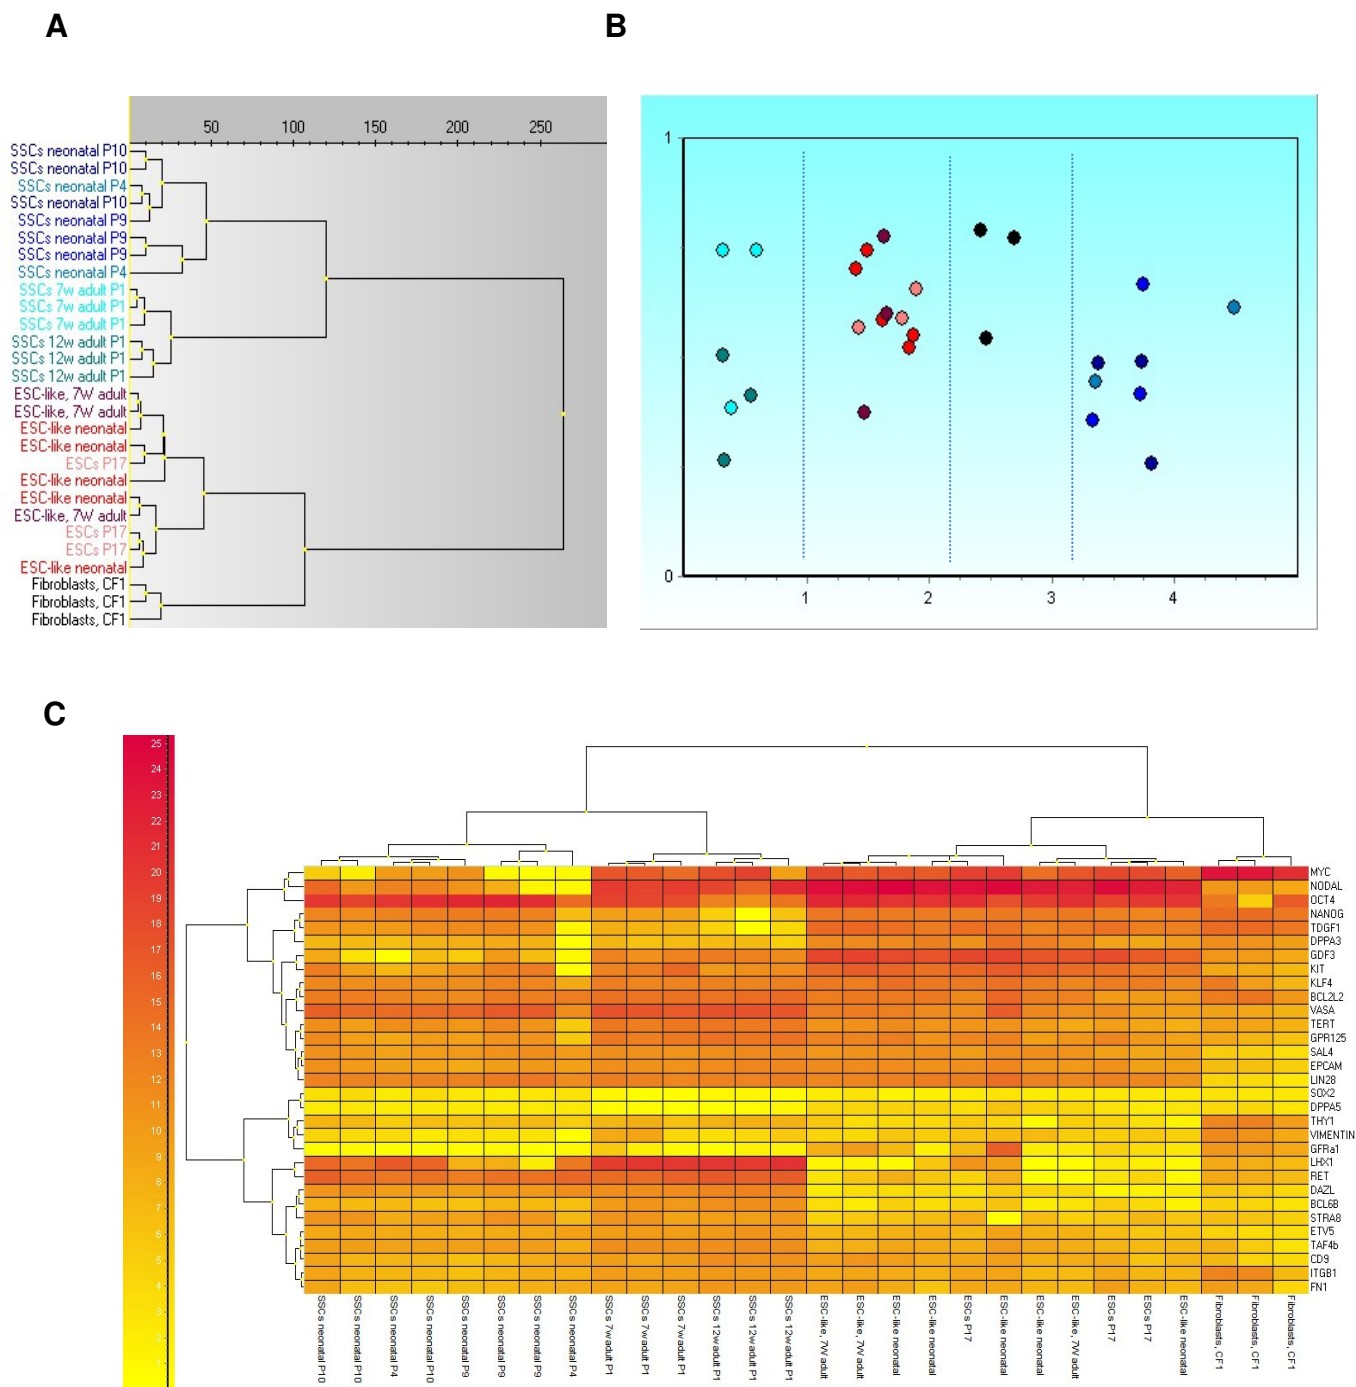 A
B
50 100 150 200 250
SSCs neonatal P10
SSCs neonatal P10
SSCs neonatal P4
SSCs neonatal P10
SSCs neonatal P9
SSCs neonatal P9
SSCs neonatal P9
SSCs neonatal P4
SSCs 7w adult P1
SSCs 7w adult P1
SSCs 7w adult P1
SSCs 12w adult P1
SSCs 12w adult P1
SSCs 12w adult P1
ESC-like, 7W adult
ESC-like, 7W adult
ESC-like neonatal
ESC-like neonatal
ESCs P17
ESC-like neonatal
ESC-like neonatal
ESC-like, 7W adult
ESCs P17
ESCs P17
ESC-like neonatal
Fibroblasts, CF1
Fibroblasts, CF1
Fibroblasts, CF1
1
0
1 2 3 4
C
25
24
23
22
21
20
19
18
17
16
15
14
13
12
11
10
9
8
7
6
5
4
3
2
1
MYC
NODAL
OCT4
NANOG
TDGF1
DPPA3
GDF3
KIT
KLF4
BCL2L2
VASA
TERT
GPR125
SAL4
EPCAM
LIN28
SOX2
DPPA5
THY1
VIMENTIN
GFRa1
LHX1
RET
DAZL
BCL6B
STRA8
ETV5
TAF4b
CD9
ITGB1
FN1
SSCs neonatal P10
SSCs neonatal P10
SSCs neonatal P4
SSCs neonatal P10
SSCs neonatal P9
SSCs neonatal P9
SSCs neonatal P9
SSCs neonatal P4
SSCs 7w adult P1
SSCs 7w adult P1
SSCs 7w adult P1
SSCs 12w adult P1
SSCs 12w adult P1
SSCs 12w adult P1
ESC-like, 7W adult
ESC-like, 7W adult
ESC-like neonatal
ESC-like neonatal
ESCs P17
ESC-like neonatal
ESC-like neonatal
ESC-like, 7W adult
ESCs P17
ESCs P17
ESC-like neonatal
Fibroblasts, CF1
Fibroblasts, CF1
Fibroblasts, CF1